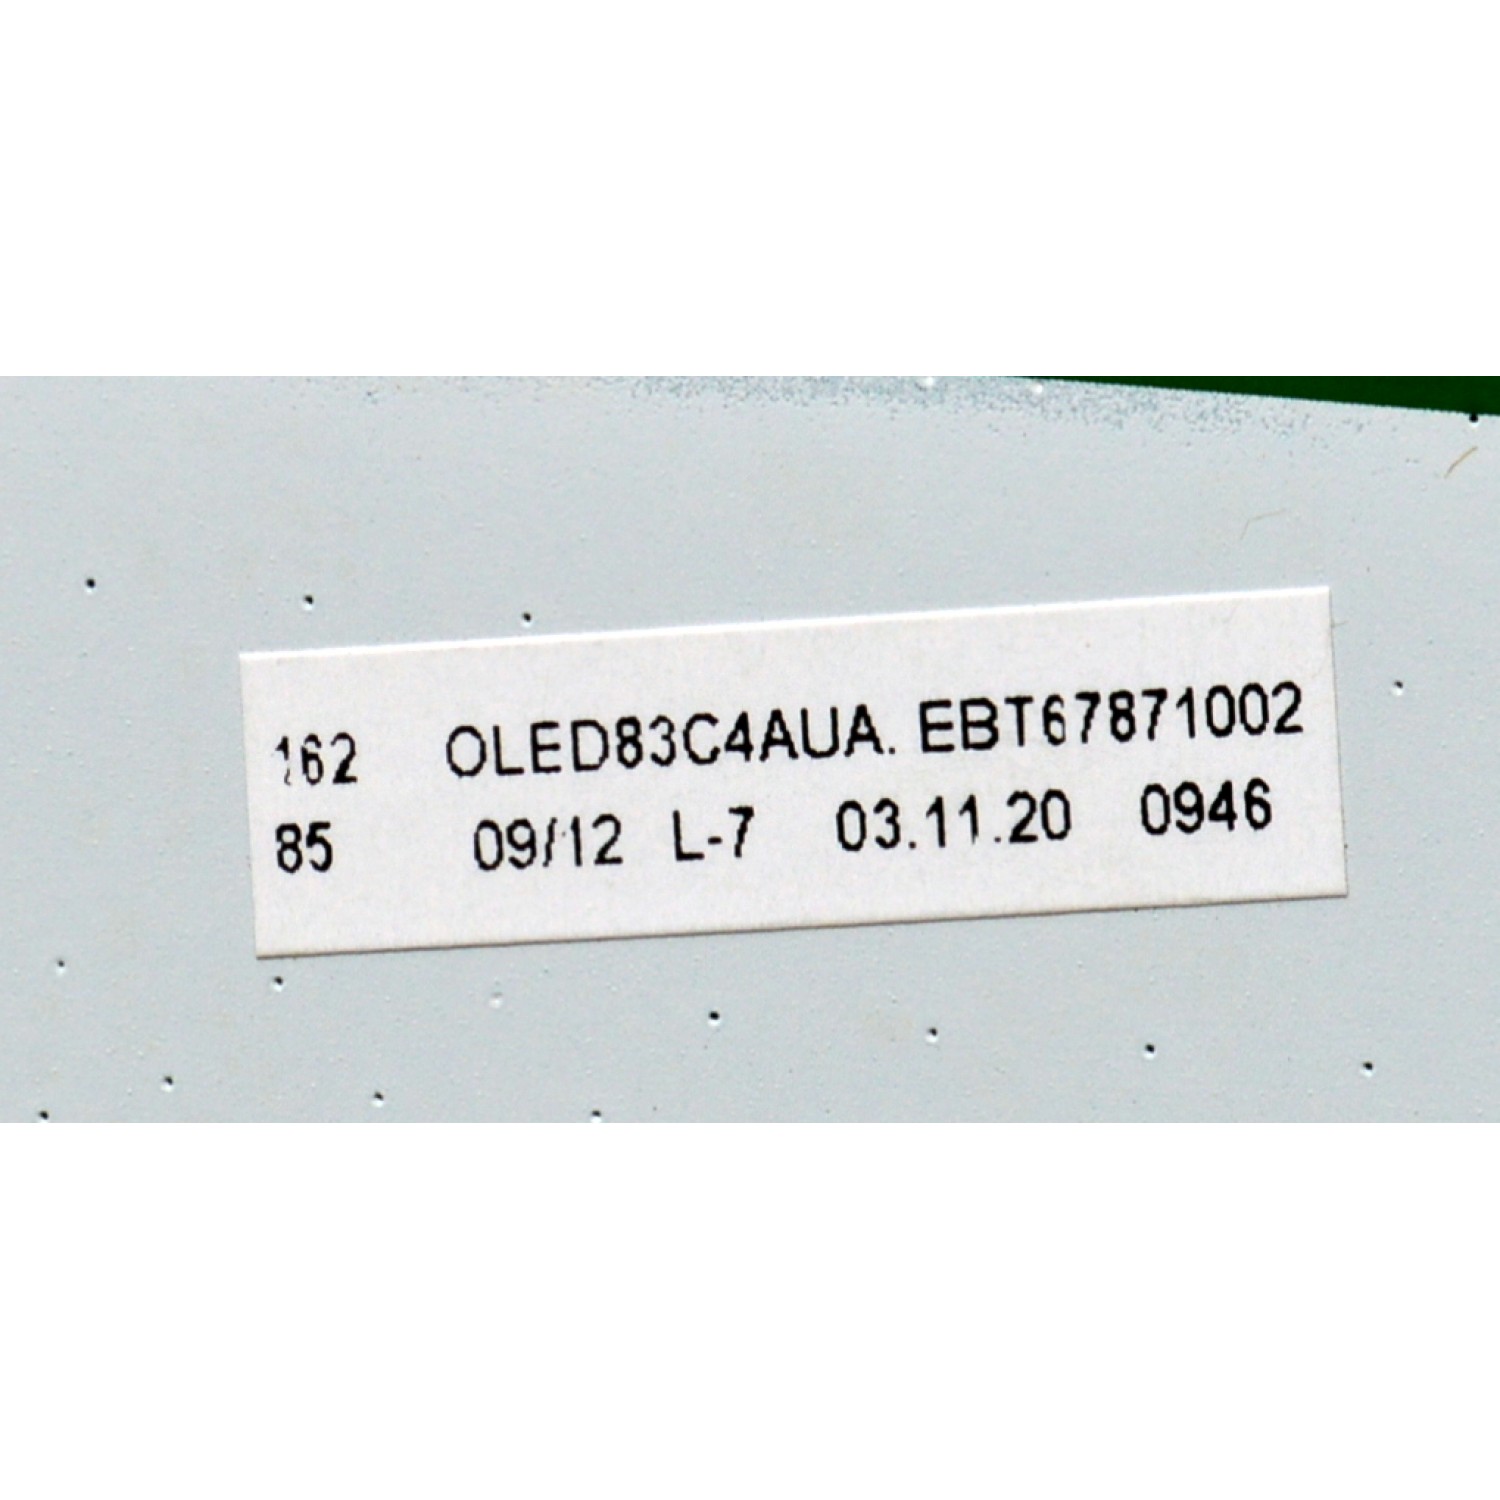 162 OLED83C4AUA. EBT67871002
85 09/12 L-7 03.11.20 0946